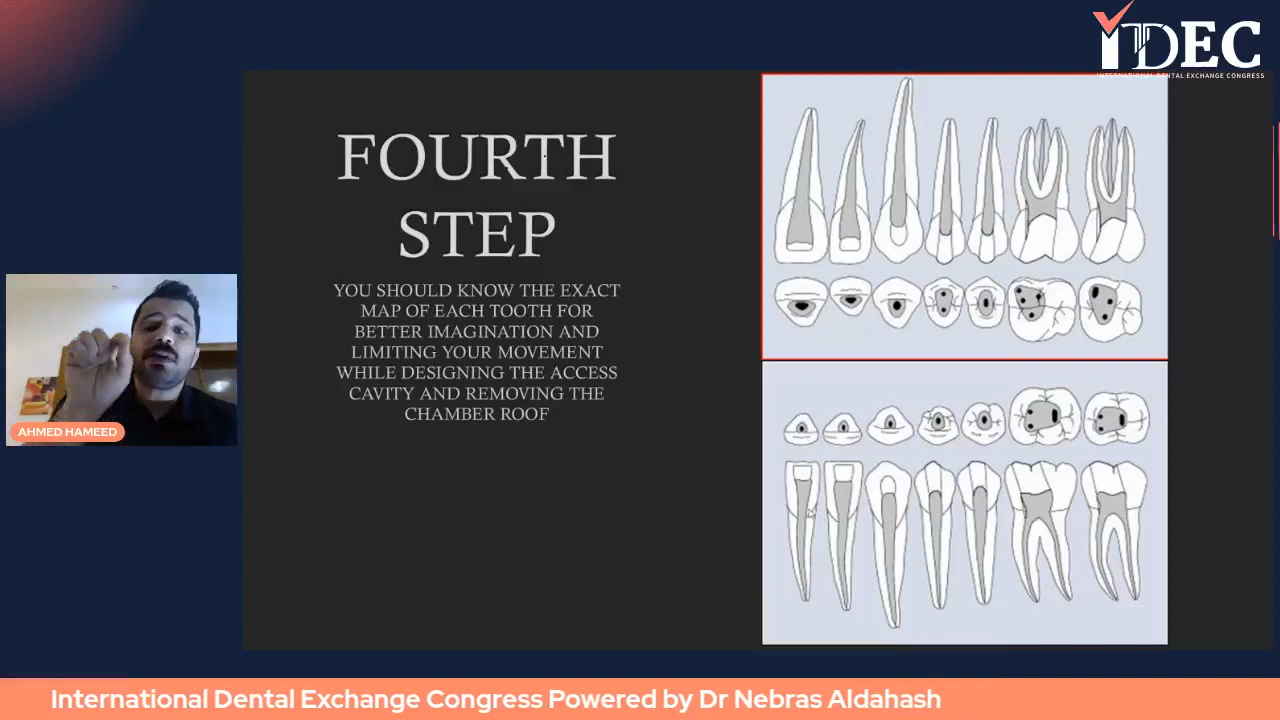 IDEC
INTERNATIONAL DENTAL EXCHANGE CONGRESS
FOURTH
STEP
YOU SHOULD KNOW THE EXACT
MAP OF EACH TOOTH FOR
BETTER IMAGINATION AND
LIMITING YOUR MOVEMENT
WHILE DESIGNING THE ACCESS
CAVITY AND REMOVING THE
CHAMBER ROOF
AHMED HAMEED
International Dental Exchange Congress Powered by Dr Nebras Aldahash